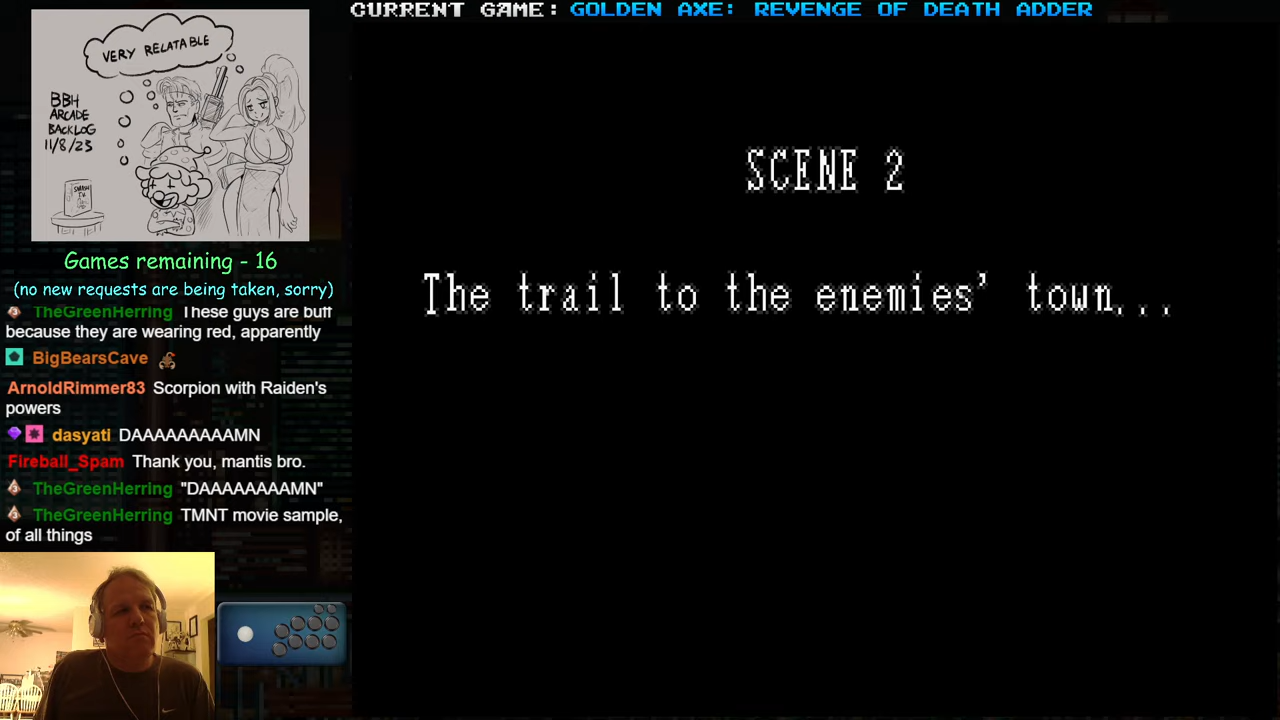 CURRENT GAME: GOLDEN AXE: REVENGE OF DEATH ADDER
VERY RELATABLE
BBH
ARCADE
BACKLOG
11/8/23
SMASH
Games remaining - 16
(no new requests are being taken, sorry)
TheGreenHerring These guys are buff
because they are wearing red, apparently
BigBearsCave
ArnoldRimmer83 Scorpion with Raiden's
powers
dasyati DAAAAAAAAAMN
Fireball_Spam Thank you, mantis bro.
TheGreenHerring "DAAAAAAAAMN"
TheGreenHerring TMNT movie sample,
of all things
SCENE 2
The trail to the enemies' town...